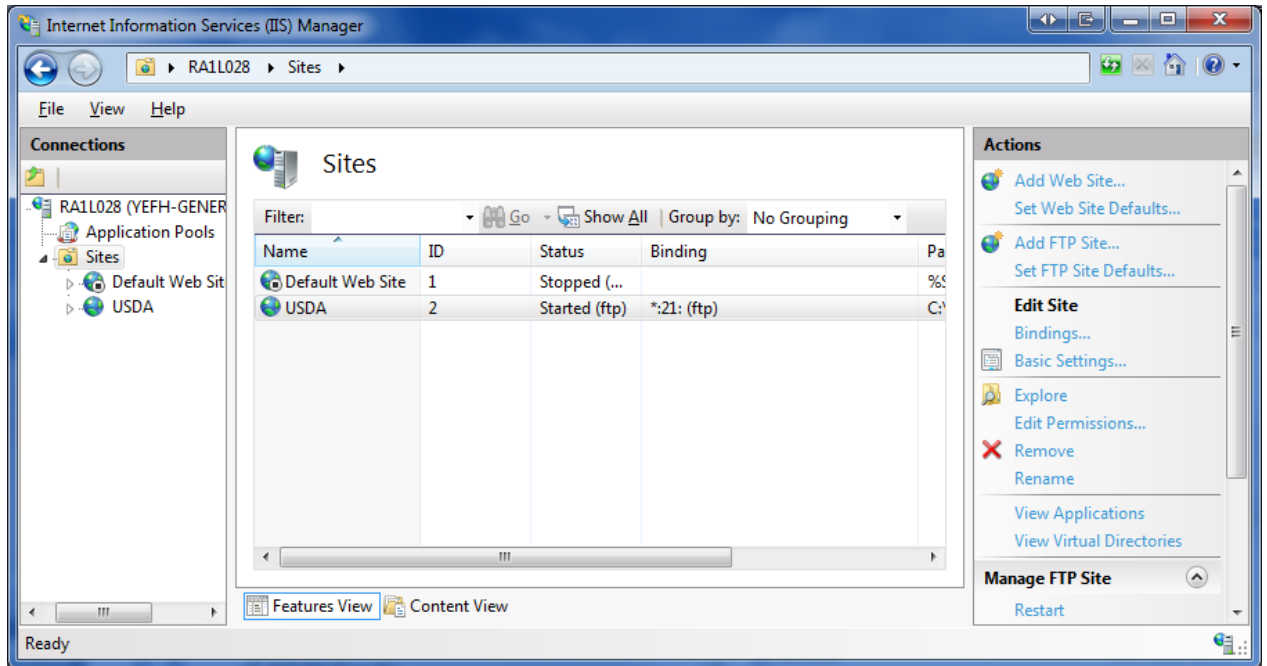 Internet Information Services (IIS) Manager
RA1L028 Sites
File View Help
Connections
RA1L028 (YEFH-GENER
Application Pools
Sites
Default Web Sit
USDA
Sites
Filter: Go Show All Group by: No Grouping
Name ID Status Binding Pa
Default Web Site 1 Stopped (... %S
USDA 2 Started (ftp) *:21: (ftp) C:\
Features View Content View
Actions
Add Web Site...
Set Web Site Defaults...
Add FTP Site...
Set FTP Site Defaults...
Edit Site
Bindings...
Basic Settings...
Explore
Edit Permissions...
Remove
Rename
View Applications
View Virtual Directories
Manage FTP Site
Restart
Ready